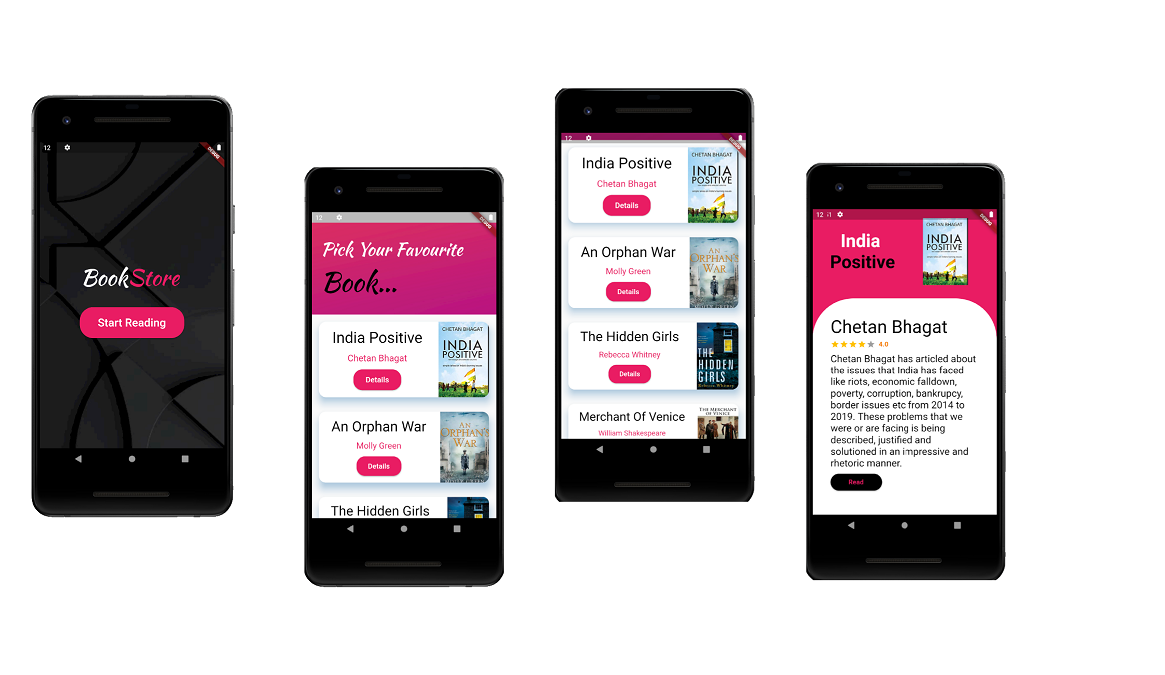 12
DEBUG
BookStore
Start Reading
12
DEBUG
Pick Your Favourite
Book...
India Positive
Chetan Bhagat
Details
CHETAN BHAGAT
INDIA
POSITIVE
An Orphan War
Molly Green
Details
AN
ORPHAN'S
WAR
The Hidden Girls
12
DEBUG
India Positive
Chetan Bhagat
Details
CHETAN BHAGAT
INDIA
POSITIVE
An Orphan War
Molly Green
Details
AN
ORPHAN'S
WAR
The Hidden Girls
Rebecca Whitney
Details
THE
HIDDEN
GIRLS
Rebecca Whitney
Merchant Of Venice
William Shakespeare
THE MERCHANT
OF VENICE
12
DEBUG
India
Positive
CHETAN BHAGAT
INDIA
POSITIVE
Chetan Bhagat
4.0
Chetan Bhagat has articled about
the issues that India has faced
like riots, economic falldown,
poverty, corruption, bankrupcy,
border issues etc from 2014 to
2019. These problems that we
were or are facing is being
described, justified and
solutioned in an impressive and
rhetoric manner.
Read